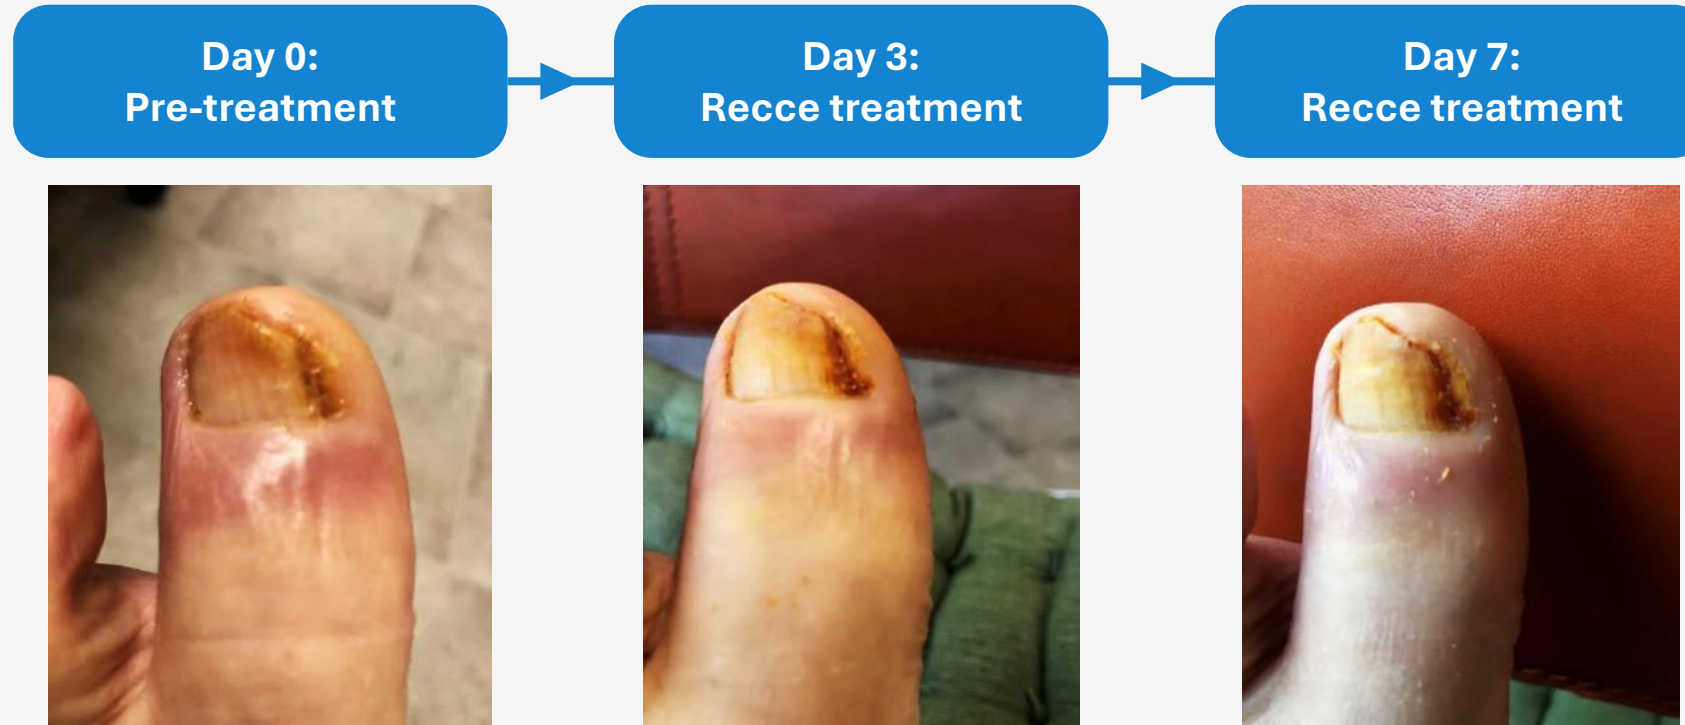 Day 0:
Pre-treatment
Day 3:
Recce treatment
Day 7:
Recce treatment